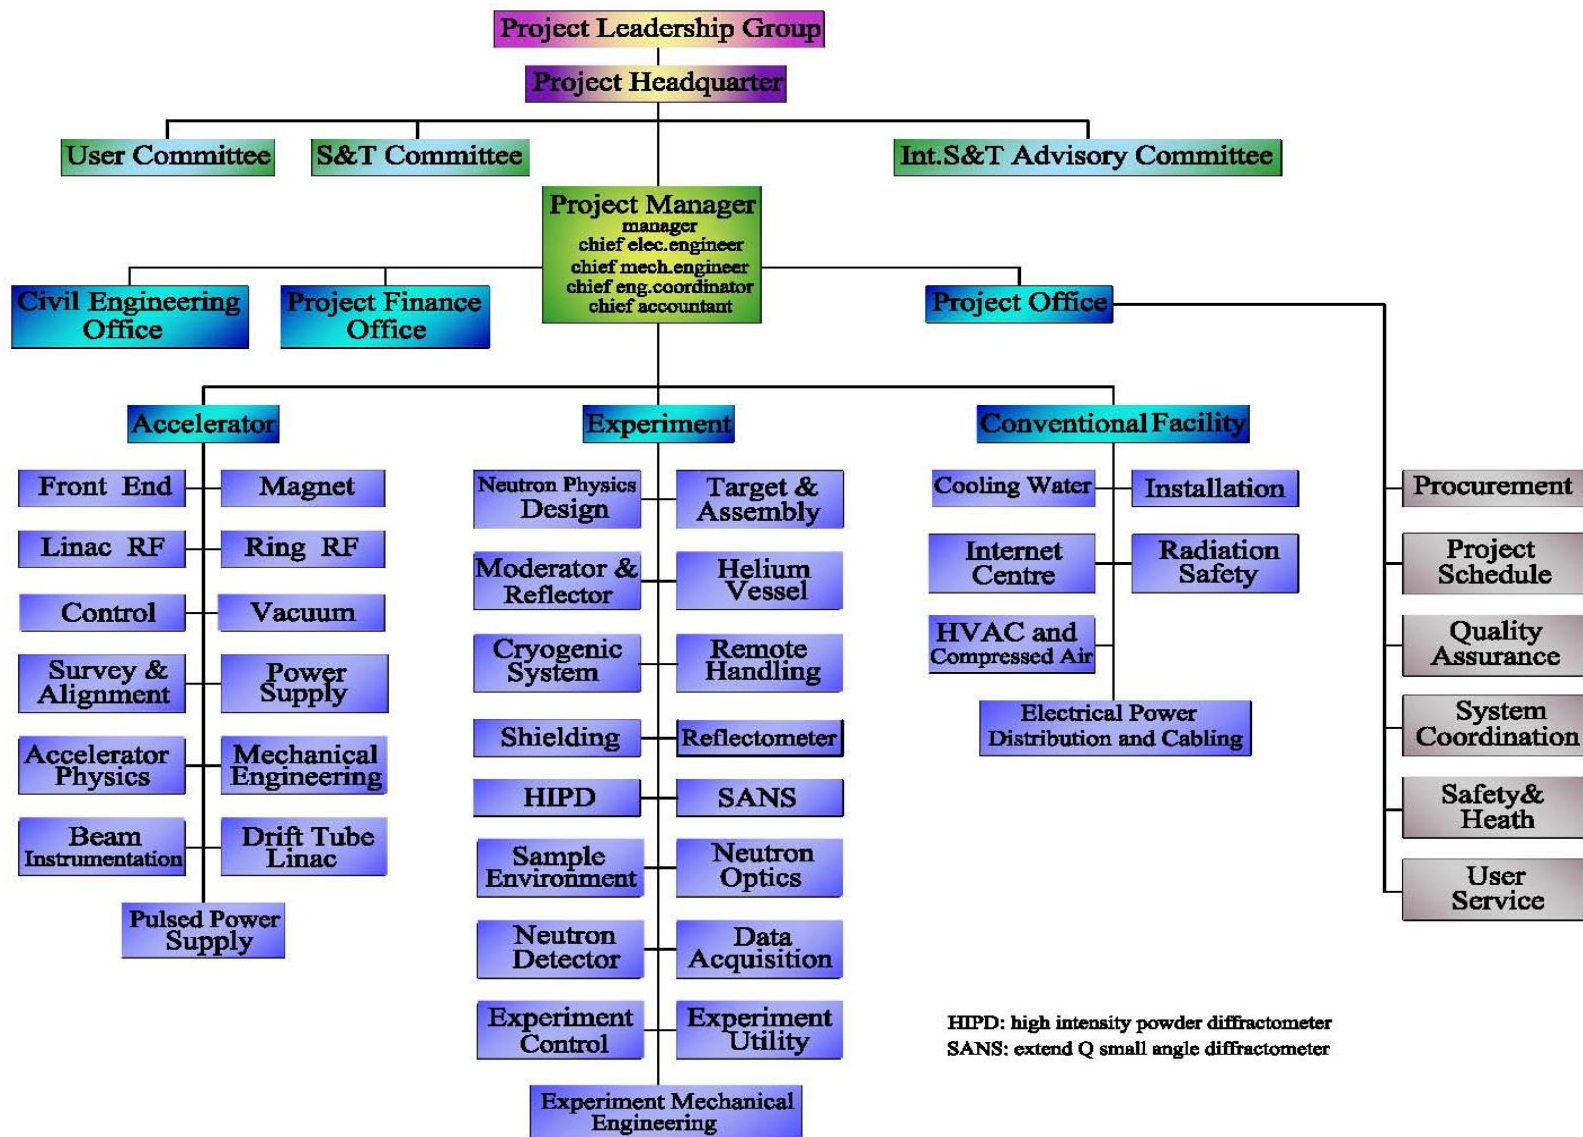 Project Leadership Group
Project Headquarter
User Committee
S&T Committee
Int.S&T Advisory Committee
Project Manager
manager
chief elec.engineer
chief mech.engineer
chief eng.coordinator
chief accountant
Civil Engineering
Office
Project Finance
Office
Project Office
Accelerator
Experiment
Conventional Facility
Front End
Magnet
Linac RF
Ring RF
Control
Vacuum
Survey &
Alignment
Power
Supply
Accelerator
Physics
Mechanical
Engineering
Beam
Instrumentation
Drift Tube
Linac
Pulsed Power
Supply
Neutron Physics
Design
Target &
Assembly
Moderator &
Reflector
Helium
Vessel
Cryogenic
System
Remote
Handling
Shielding
Reflectometer
HIPD
SANS
Sample
Environment
Neutron
Optics
Neutron
Detector
Data
Acquisition
Experiment
Control
Experiment
Utility
Experiment Mechanical
Engineering
Cooling Water
Installation
Internet
Centre
Radiation
Safety
HVAC and
Compressed Air
Electrical Power
Distribution and Cabling
Procurement
Project
Schedule
Quality
Assurance
System
Coordination
Safety&
Heath
User
Service
HIPD: high intensity powder diffractometer
SANS: extend Q small angle diffractometer